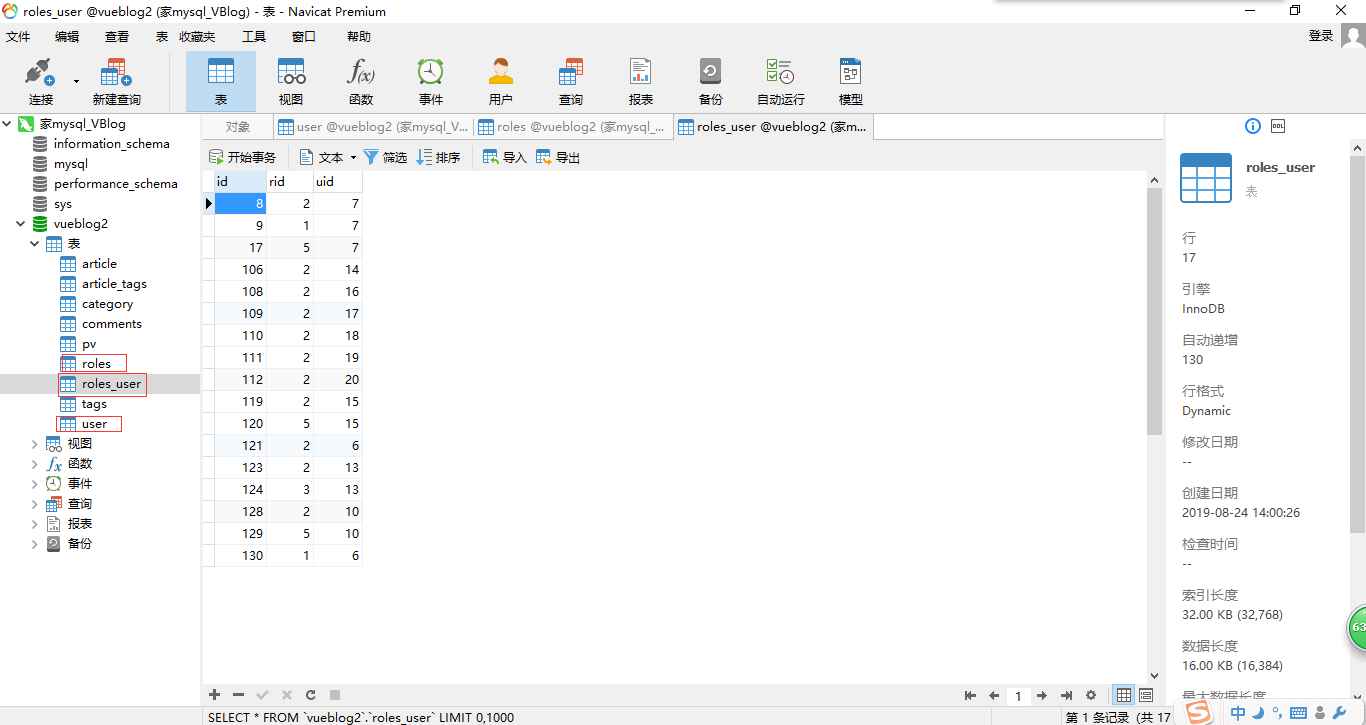 roles_user @vueblog2 (家mysql_VBlog) - 表 - Navicat Premium
文件 编辑 查看 表 收藏夹 工具 窗口 帮助 登录
连接 新建查询 表 视图 函数 事件 用户 查询 报表 备份 自动运行 模型
家mysql_VBlog
information_schema
mysql
performance_schema
sys
vueblog2
表
article
article_tags
category
comments
pv
roles
roles_user
tags
user
视图
函数
事件
查询
报表
备份
对象 user @vueblog2 (家mysql_V... roles @vueblog2 (家mysql_... roles_user @vueblog2 (家m...
开始事务 文本 筛选 排序 导入 导出
id rid uid
8 2 7
9 1 7
17 5 7
106 2 14
108 2 16
109 2 17
110 2 18
111 2 19
112 2 20
119 2 15
120 5 15
121 2 6
123 2 13
124 3 13
128 2 10
129 5 10
130 1 6
1
SELECT * FROM `vueblog2`.`roles_user` LIMIT 0,1000
第 1 条记录 (共 17
DDL
roles_user
表
行
17
引擎
InnoDB
自动递增
130
行格式
Dynamic
修改日期
--
创建日期
2019-08-24 14:00:26
检查时间
--
索引长度
32.00 KB (32,768)
数据长度
16.00 KB (16,384)
最大数据长度
63
中